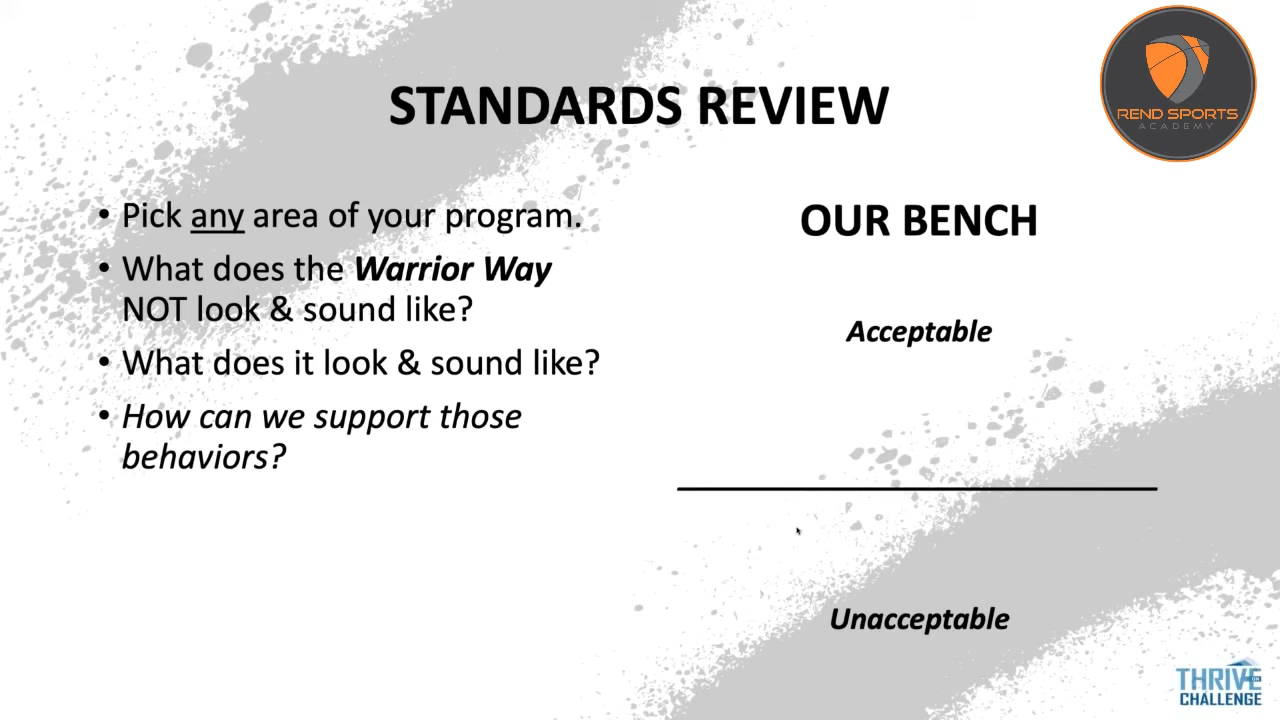 STANDARDS REVIEW
• Pick any area of your program.
• What does the Warrior Way
NOT look & sound like?
• What does it look & sound like?
• How can we support those
behaviors?
OUR BENCH
Acceptable
Unacceptable
REND SPORTS
ACADEMY
THRIVE ON
CHALLENGE